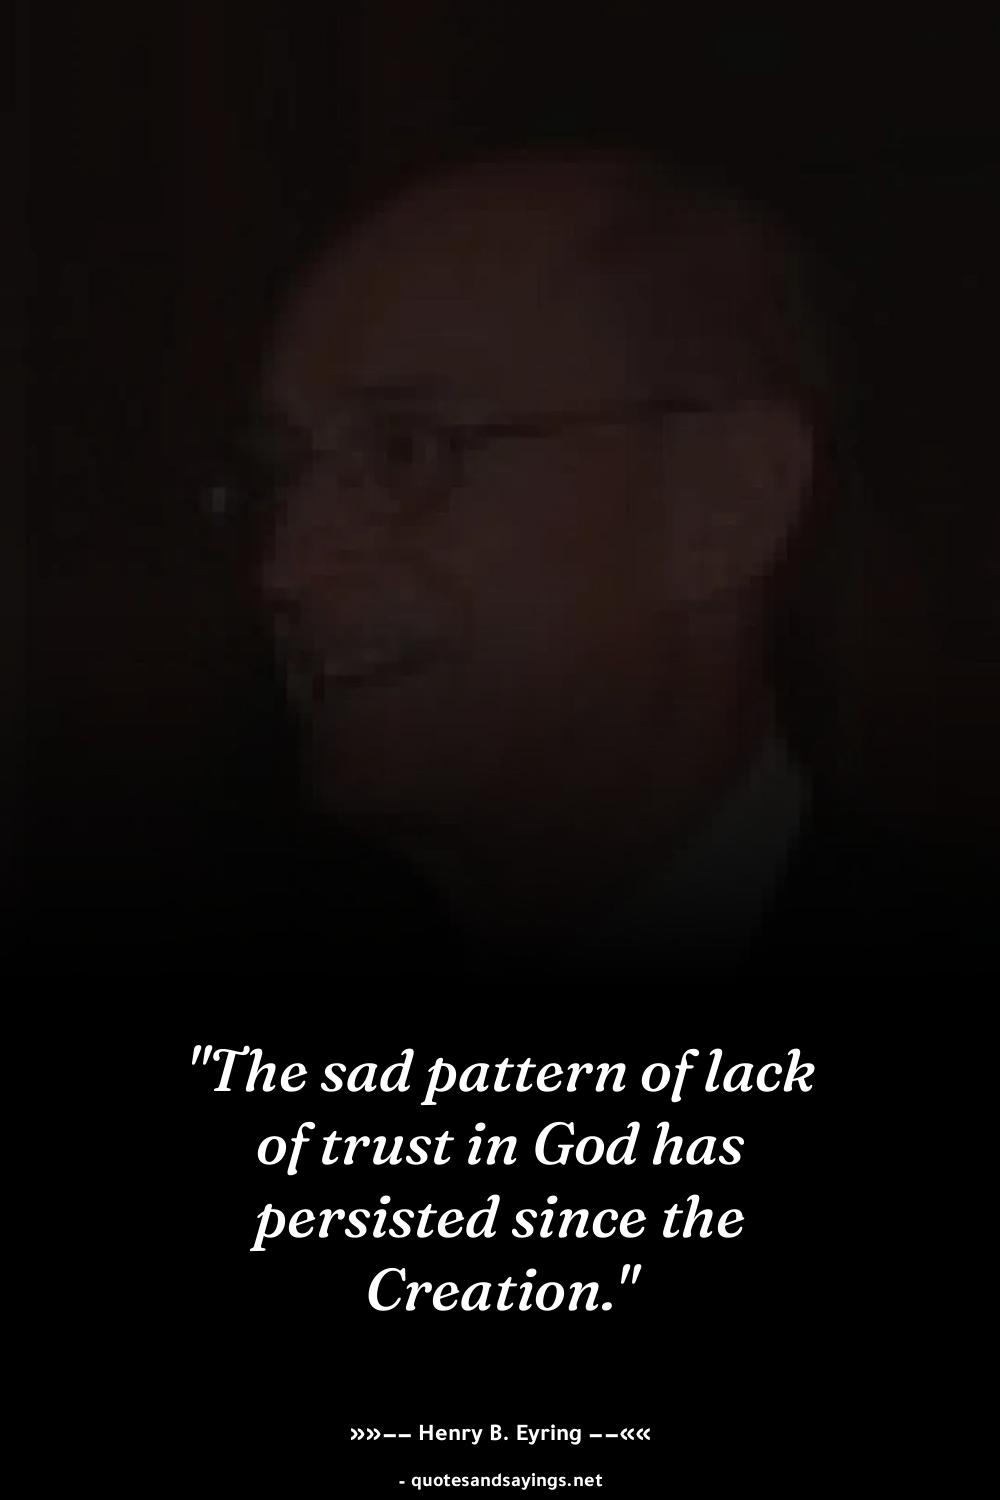 "The sad pattern of lack
of trust in God has
persisted since the
Creation."
»»−− Henry B. Eyring −−««
- quotesandsayings.net